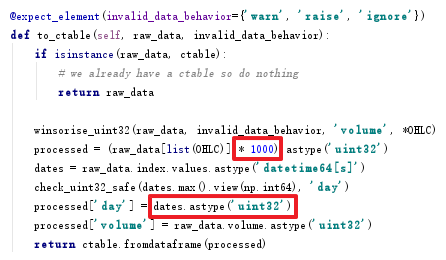 @expect_element(invalid_data_behavior={'warn', 'raise', 'ignore'})
def to_ctable(self, raw_data, invalid_data_behavior):
    if isinstance(raw_data, ctable):
        # we already have a ctable so do nothing
        return raw_data

    winsorise_uint32(raw_data, invalid_data_behavior, 'volume', *OHLC)
    processed = (raw_data[list(OHLC)] * 1000).astype('uint32')
    dates = raw_data.index.values.astype('datetime64[s]')
    check_uint32_safe(dates.max().view(np.int64), 'day')
    processed['day'] = dates.astype('uint32')
    processed['volume'] = raw_data.volume.astype('uint32')
    return ctable.fromdataframe(processed)